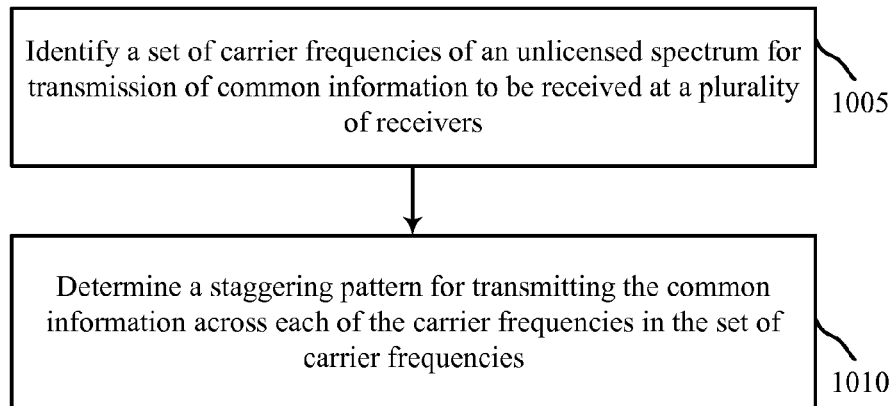 Identify a set of carrier frequencies of an unlicensed spectrum for
transmission of common information to be received at a plurality
of receivers
1005
Determine a staggering pattern for transmitting the common
information across each of the carrier frequencies in the set of
carrier frequencies
1010